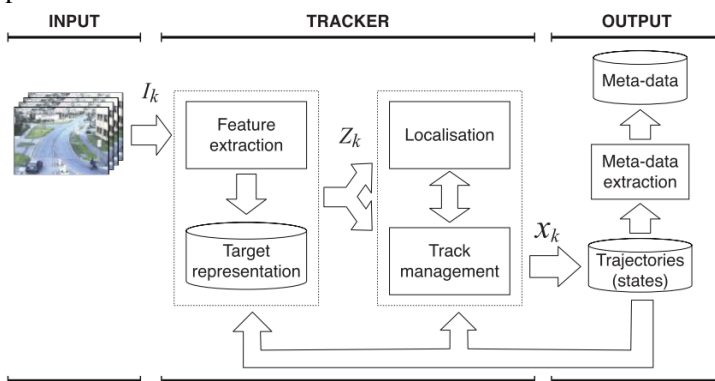 INPUT
TRACKER
OUTPUT
I_k
Feature
extraction
Target
representation
Z_k
Localisation
Track
management
x_k
Meta-data
Meta-data
extraction
Trajectories
(states)